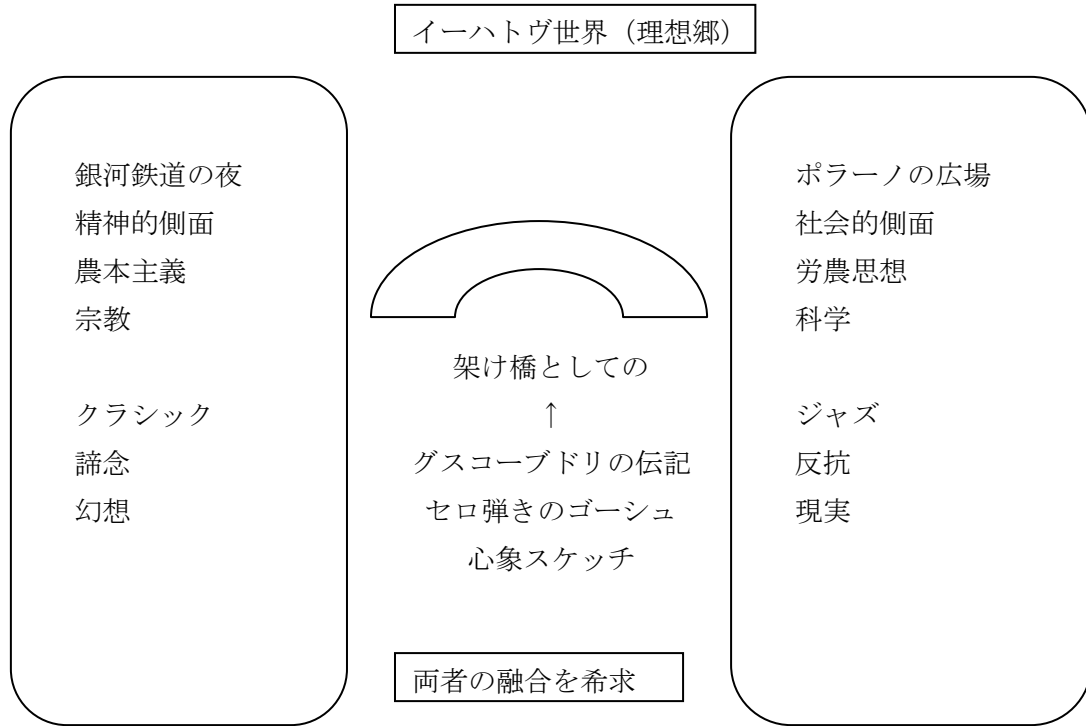 イーハトヴ世界（理想郷）
銀河鉄道の夜
精神的側面
農本主義
宗教
クラシック
諦念
幻想
架け橋としての
↑
グスコーブドリの伝記
セロ弾きのゴーシュ
心象スケッチ
ポラーノの広場
社会的側面
労農思想
科学
ジャズ
反抗
現実
両者の融合を希求